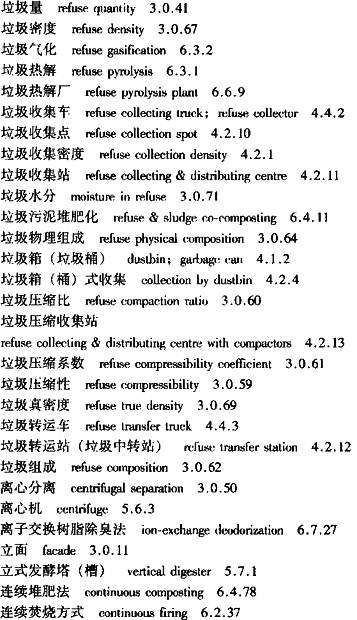 垃圾量 refuse quantity 3.0.41
垃圾密度 refuse density 3.0.67
垃圾气化 refuse gasification 6.3.2
垃圾热解 refuse pyrolysis 6.3.1
垃圾热解厂 refuse pyrolysis plant 6.6.9
垃圾收集车 refuse collecting truck; refuse collector 4.4.2
垃圾收集点 refuse collection spot 4.2.10
垃圾收集密度 refuse collection density 4.2.1
垃圾收集站 refuse collecting & distributing centre 4.2.11
垃圾水分 moisture in refuse 3.0.71
垃圾污泥堆肥化 refuse & sludge co-composting 6.4.11
垃圾物理组成 refuse physical composition 3.0.64
垃圾箱（垃圾桶） dustbin; garbage can 4.1.2
垃圾箱（桶）式收集 collection by dustbin 4.2.4
垃圾压缩比 refuse compaction ratio 3.0.60
垃圾压缩收集站
refuse collecting & distributing centre with compactors 4.2.13
垃圾压缩系数 refuse compressibility coefficient 3.0.61
垃圾压缩性 refuse compressibility 3.0.59
垃圾真密度 refuse true density 3.0.69
垃圾转运车 refuse transfer truck 4.4.3
垃圾转运站（垃圾中转站） refuse transfer station 4.2.12
垃圾组成 refuse composition 3.0.62
离心分离 centrifugal separation 3.0.50
离心机 centrifuge 5.6.3
离子交换树脂除臭法 ion-exchange deodorization 6.7.27
立面 facade 3.0.11
立式发酵塔（槽） vertical digester 5.7.1
连续堆肥法 continuous composting 6.4.78
连续焚烧方式 continuous firing 6.2.37